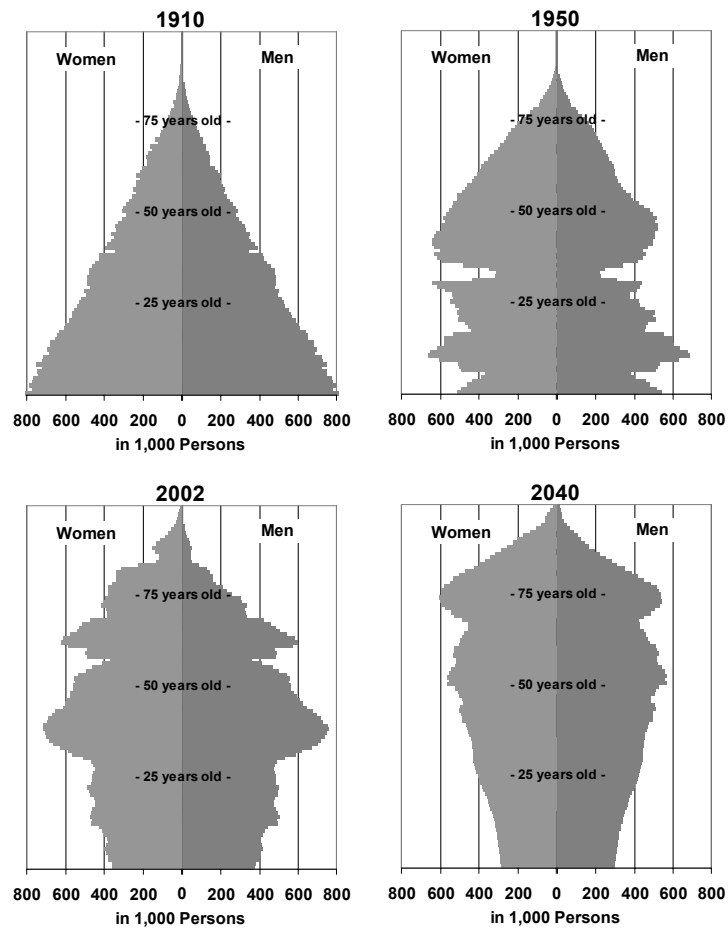 1910
Women Men
- 75 years old -
- 50 years old -
- 25 years old -
800 600 400 200 0 200 400 600 800
in 1,000 Persons
1950
Women Men
- 75 years old -
- 50 years old -
- 25 years old -
800 600 400 200 0 200 400 600 800
in 1,000 Persons
2002
Women Men
- 75 years old -
- 50 years old -
- 25 years old -
800 600 400 200 0 200 400 600 800
in 1,000 Persons
2040
Women Men
- 75 years old -
- 50 years old -
- 25 years old -
800 600 400 200 0 200 400 600 800
in 1,000 Persons